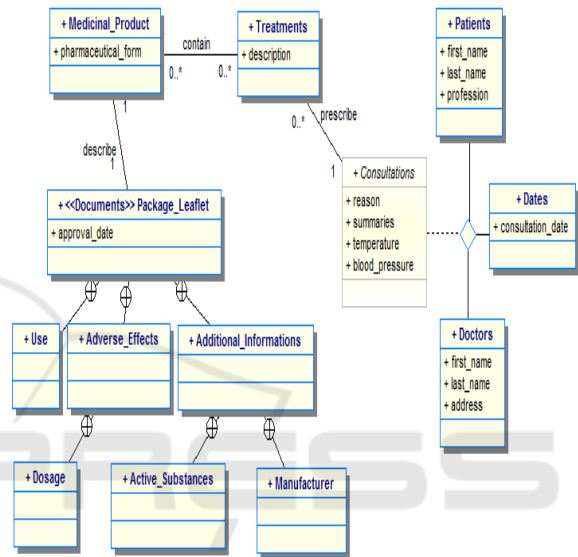 + Medicinal_Product
+ pharmaceutical_form
contain
0..*
0..*
+ Treatments
+ description
+ Patients
+ first_name
+ last_name
+ profession
1
describe
1
0..*
prescribe
1
+ Consultations
+ reason
+ summaries
+ temperature
+ blood_pressure
+ Dates
+ consultation_date
+ <<Documents>> Package_Leaflet
+ approval_date
+ Doctors
+ first_name
+ last_name
+ address
+ Use
+ Adverse_Effects
+ Additional_Informations
+ Dosage
+ Active_Substances
+ Manufacturer
PRESS